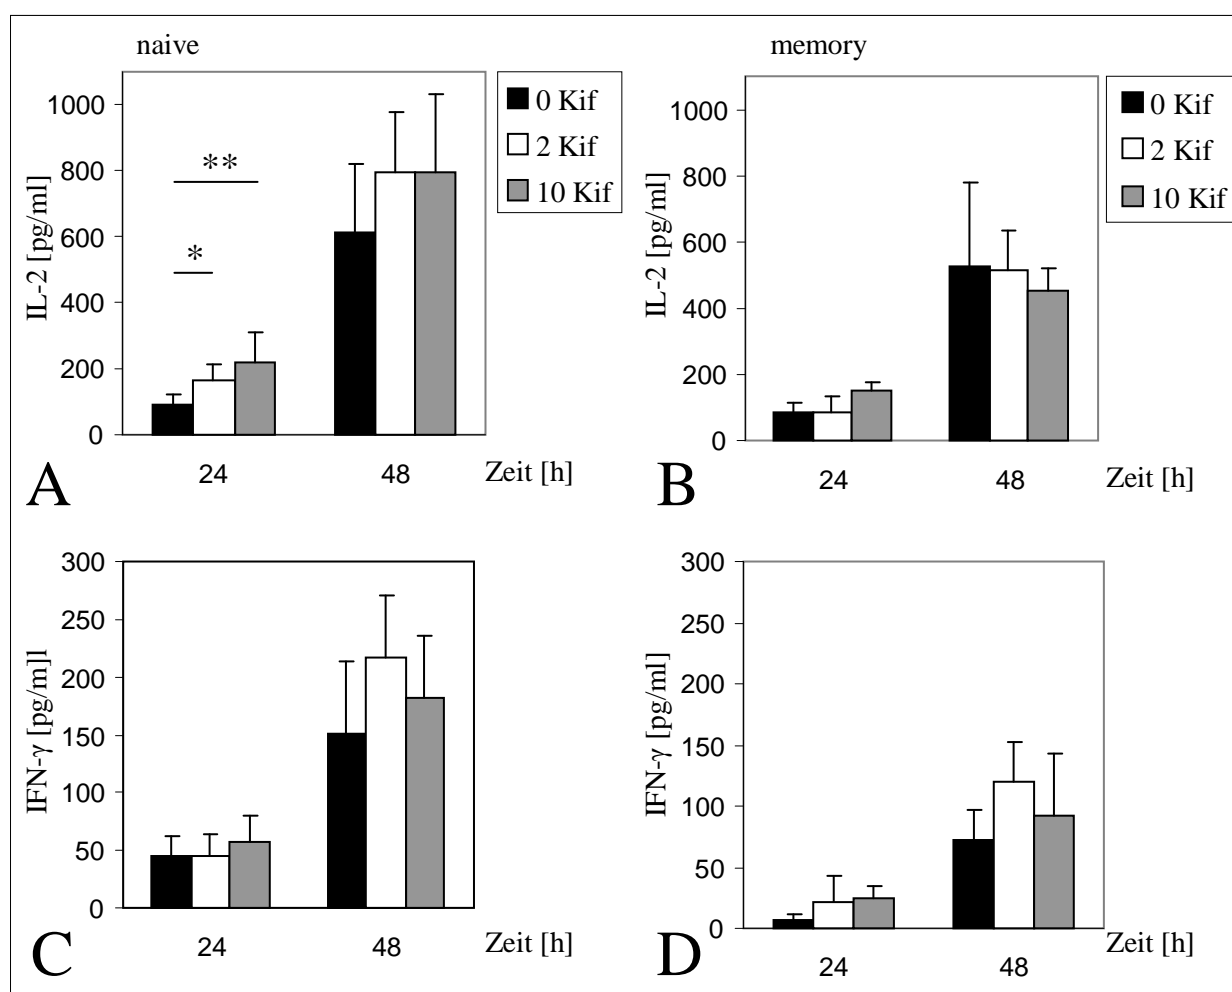 naive
1000
800
600
400
200
0
IL-2 [pg/ml]
**
*
0 Kif
2 Kif
10 Kif
24
48
Zeit [h]
A
memory
1000
800
600
400
200
0
IL-2 [pg/ml]
0 Kif
2 Kif
10 Kif
24
48
Zeit [h]
B
300
250
200
150
100
50
0
IFN-γ [pg/m]l
24
48
Zeit [h]
C
300
250
200
150
100
50
0
IFN-γ [pg/ml]
24
48
Zeit [h]
D